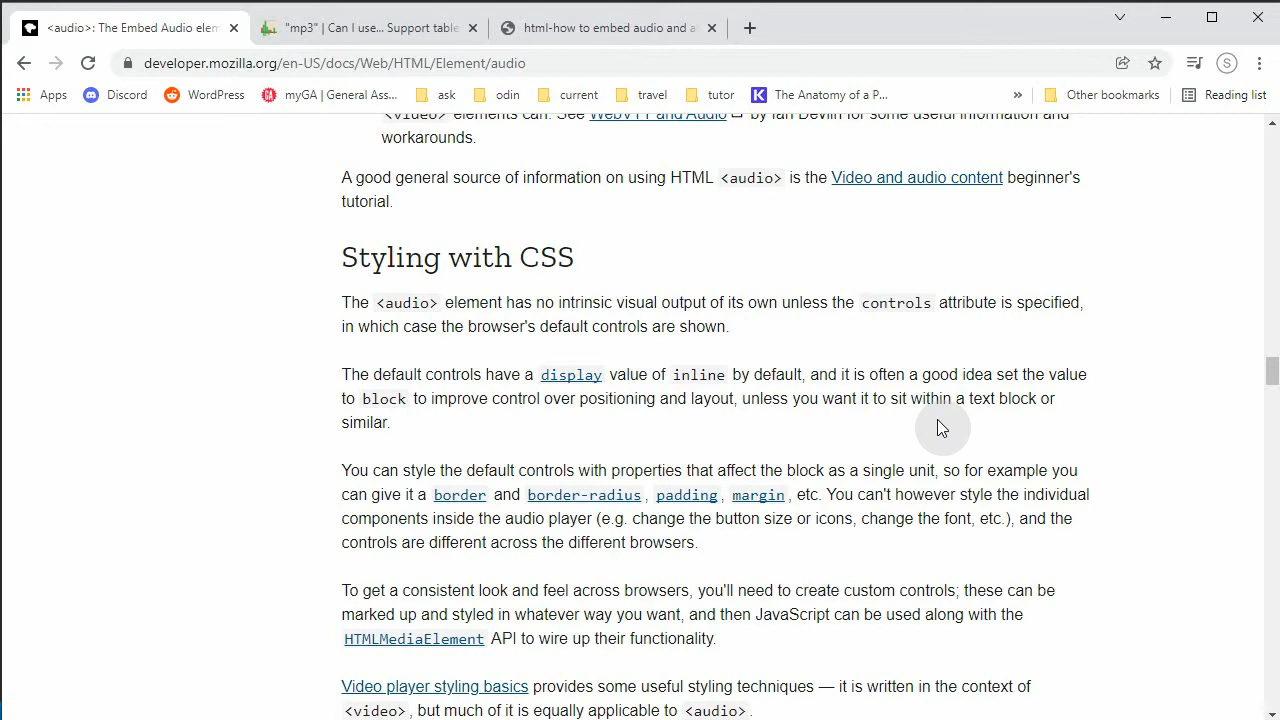 <audio>: The Embed Audio elem
"mp3" | Can I use... Support table
html-how to embed audio and a
developer.mozilla.org/en-US/docs/Web/HTML/Element/audio
S
Apps
Discord
WordPress
GA
myGA | General Ass...
ask
odin
current
travel
tutor
K
The Anatomy of a P...
»
Other bookmarks
Reading list
<video> elements can. See WebVTT and Audio by Ian Devlin for some useful information and
workarounds.
A good general source of information on using HTML <audio> is the Video and audio content beginner's
tutorial.
Styling with CSS
The <audio> element has no intrinsic visual output of its own unless the controls attribute is specified,
in which case the browser's default controls are shown.
The default controls have a display value of inline by default, and it is often a good idea set the value
to block to improve control over positioning and layout, unless you want it to sit within a text block or
similar.
You can style the default controls with properties that affect the block as a single unit, so for example you
can give it a border and border-radius, padding, margin, etc. You can't however style the individual
components inside the audio player (e.g. change the button size or icons, change the font, etc.), and the
controls are different across the different browsers.
To get a consistent look and feel across browsers, you'll need to create custom controls; these can be
marked up and styled in whatever way you want, and then JavaScript can be used along with the
HTMLMediaElement API to wire up their functionality.
Video player styling basics provides some useful styling techniques — it is written in the context of
<video>, but much of it is equally applicable to <audio>.